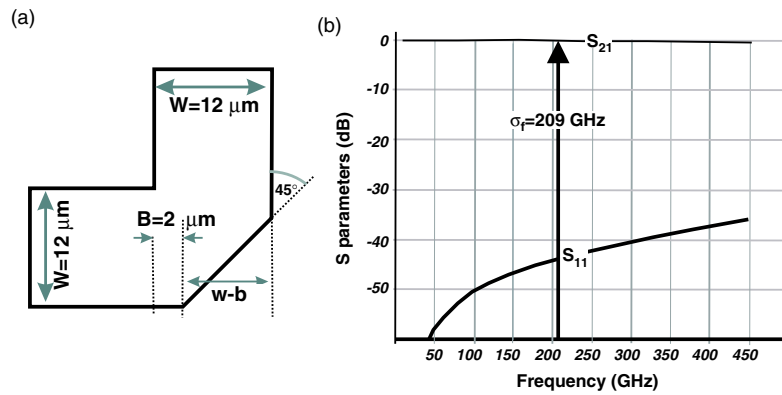 (a)
W=12 μm
W=12 μm
B=2 μm
45°
w-b
(b)
S parameters (dB)
0
-10
-20
-30
-40
-50
S21
σf=209 GHz
S11
50 100 150 200 250 300 350 400 450
Frequency (GHz)